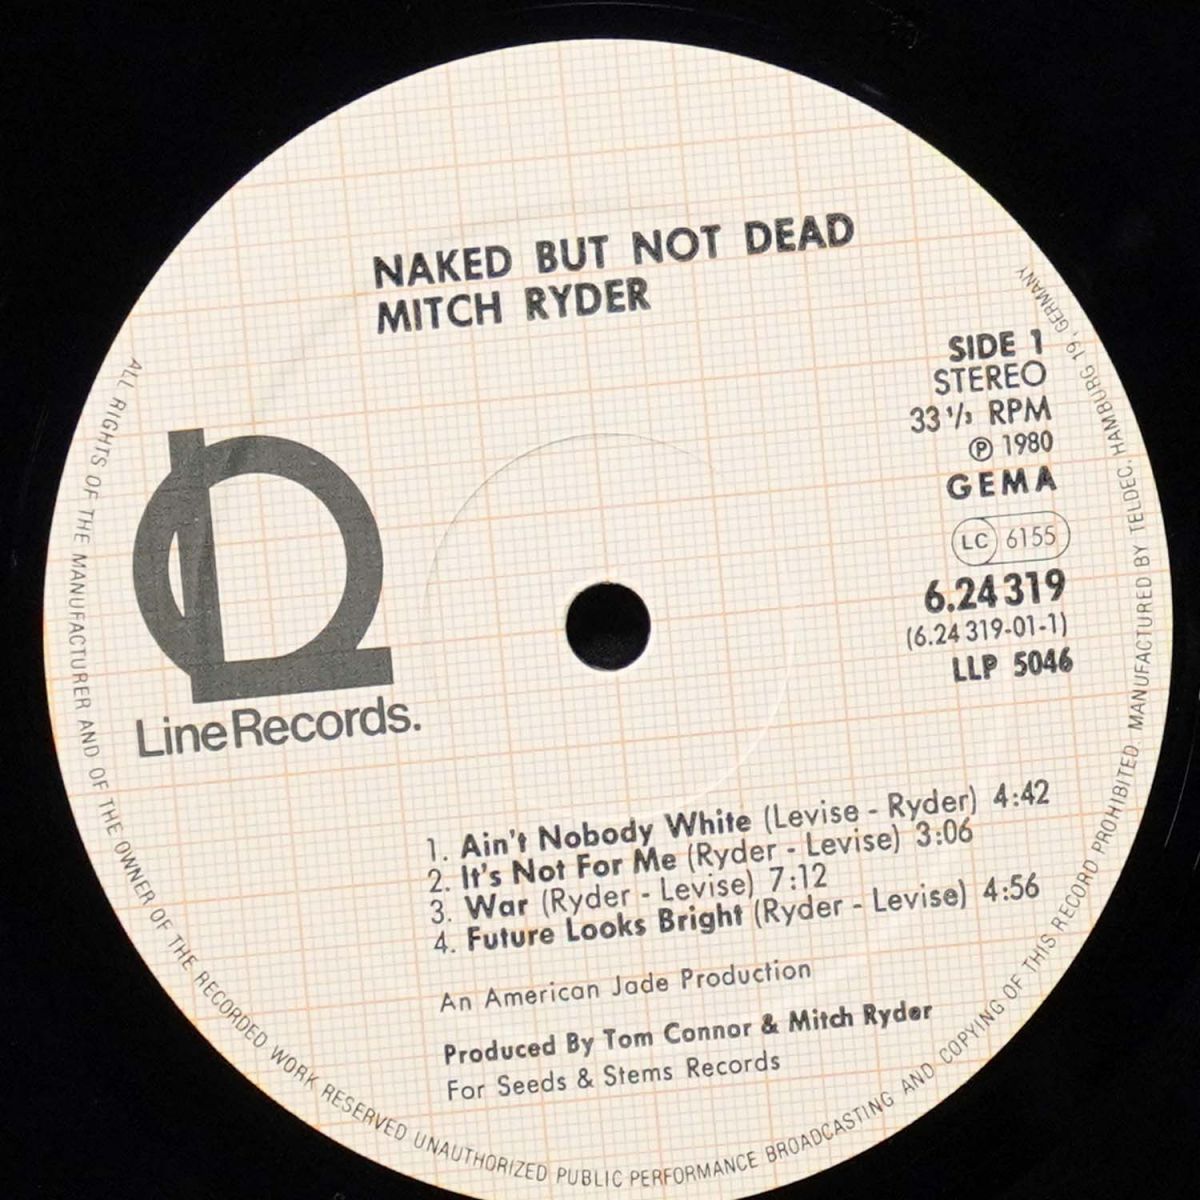 NAKED BUT NOT DEAD
MITCH RYDER
SIDE 1
STEREO
33 1/3 RPM
Ⓟ 1980
GEMA
LC 6155
6.24319
(6.24 319-01-1)
LLP 5046
LineRecords.
1. Ain't Nobody White (Levise - Ryder) 4:42
2. It's Not For Me (Ryder - Levise) 3:06
3. War (Ryder - Levise) 7:12
4. Future Looks Bright (Ryder - Levise) 4:56
An American Jade Production
Produced By Tom Connor & Mitch Ryder
For Seeds & Stems Records
ALL RIGHTS OF THE MANUFACTURER AND OF THE OWNER OF THE RECORDED WORK RESERVED UNAUTHORIZED PUBLIC PERFORMANCE BROADCASTING AND COPYING OF THIS RECORD PROHIBITED. MANUFACTURED BY TELDEC. HAMBURG 19, GERMANY